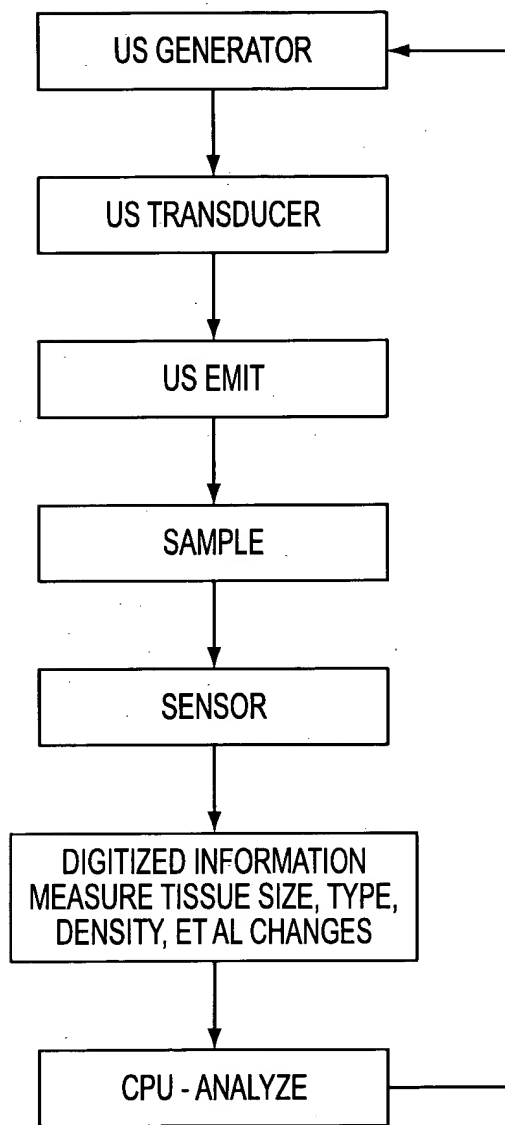 US GENERATOR
US TRANSDUCER
US EMIT
SAMPLE
SENSOR
DIGITIZED INFORMATION
MEASURE TISSUE SIZE, TYPE,
DENSITY, ET AL CHANGES
CPU - ANALYZE